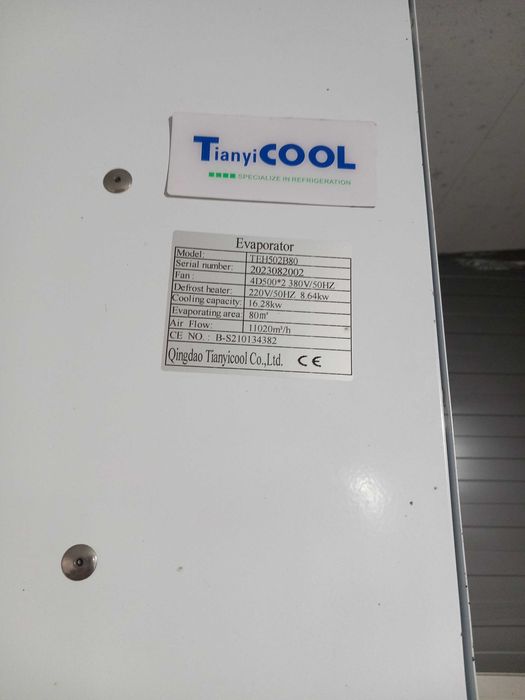 TianyiCOOL
SPECIALIZE IN REFRIGERATION
Evaporator
Model: TEH502B80
Serial number: 2023082002
Fan : 4D500*2 380V/50HZ
Defrost heater: 220V/50HZ 8.64kw
Cooling capacity: 16.28kw
Evaporating area: 80m²
Air Flow: 11020m³/h
CE NO. : B-S210134382
Qingdao Tianyicool Co.,Ltd. CE